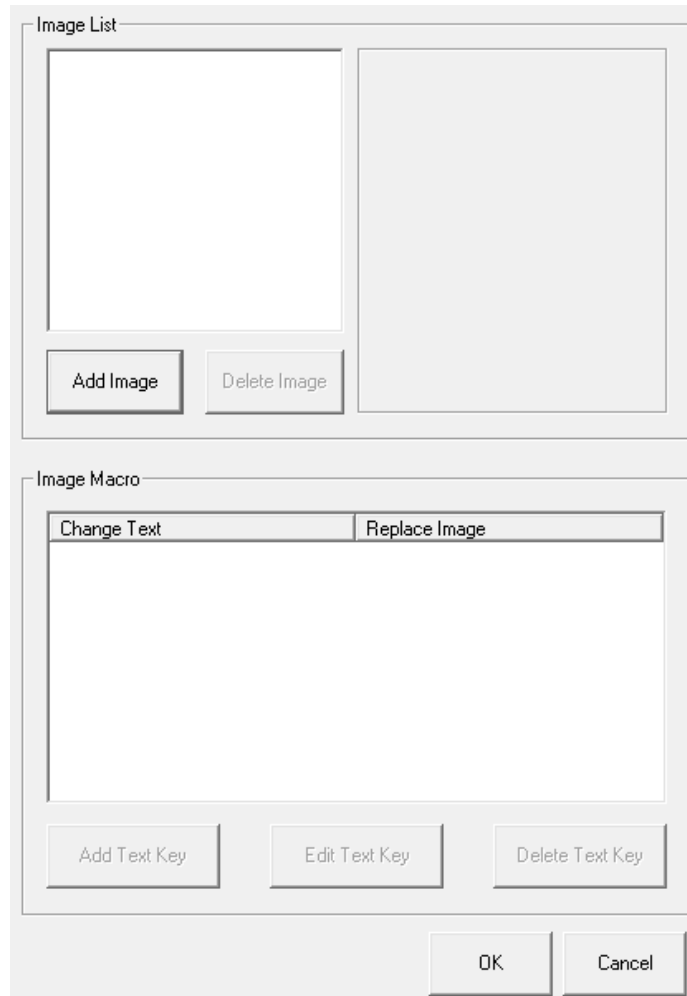 Image List
Add Image
Delete Image
Image Macro
Change Text
Replace Image
Add Text Key
Edit Text Key
Delete Text Key
OK
Cancel